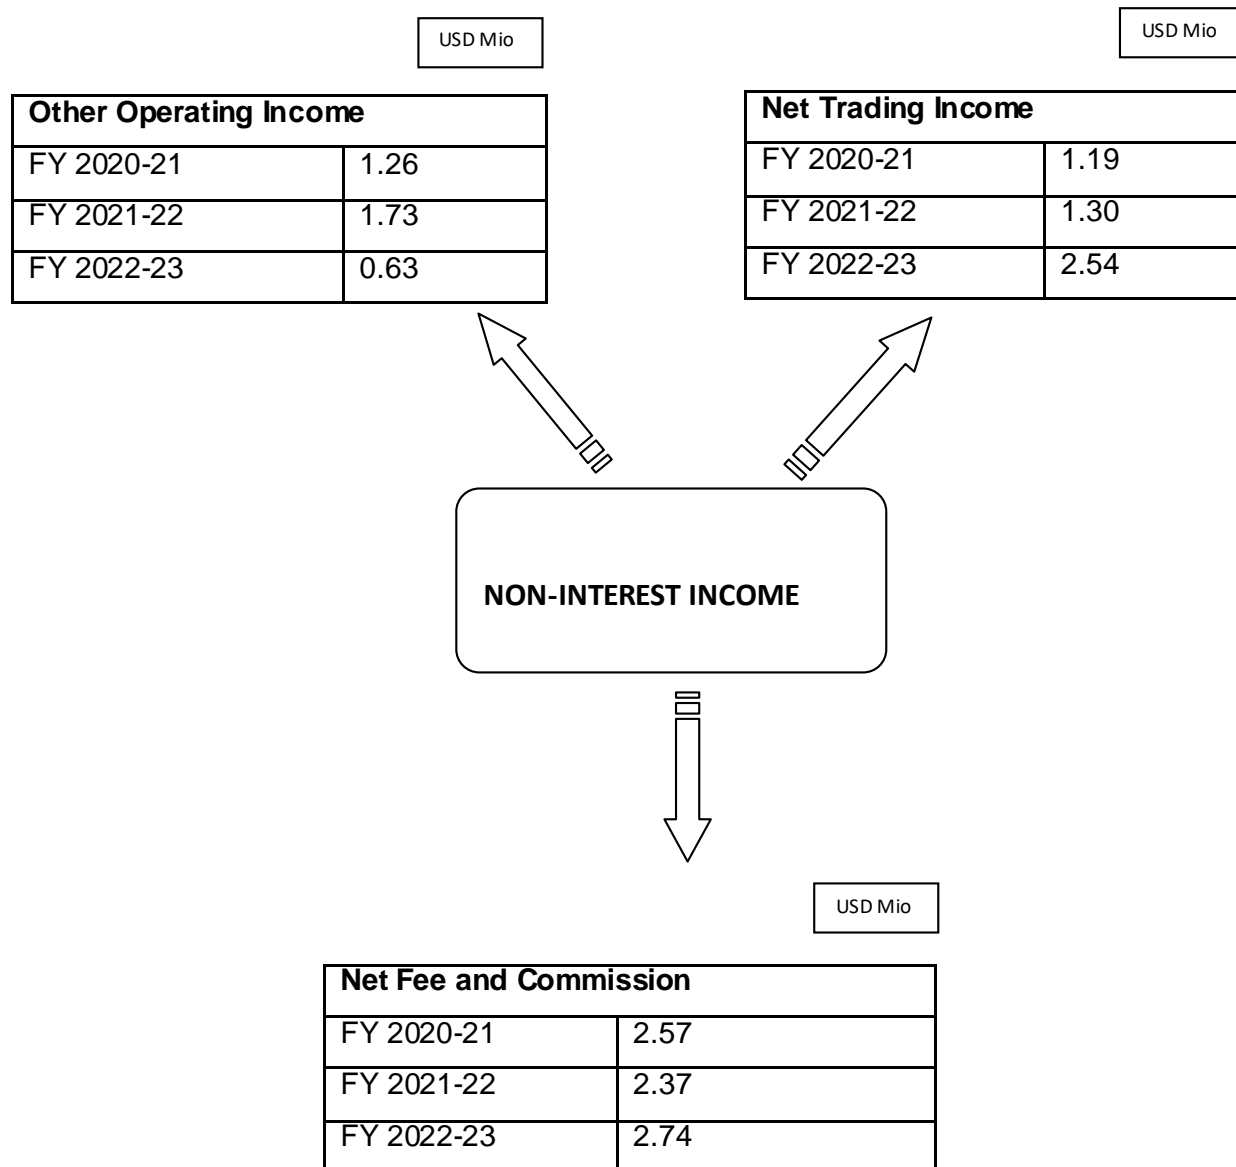 USD Mio
Other Operating Income
FY 2020-21 1.26
FY 2021-22 1.73
FY 2022-23 0.63
USD Mio
Net Trading Income
FY 2020-21 1.19
FY 2021-22 1.30
FY 2022-23 2.54
NON-INTEREST INCOME
USD Mio
Net Fee and Commission
FY 2020-21 2.57
FY 2021-22 2.37
FY 2022-23 2.74